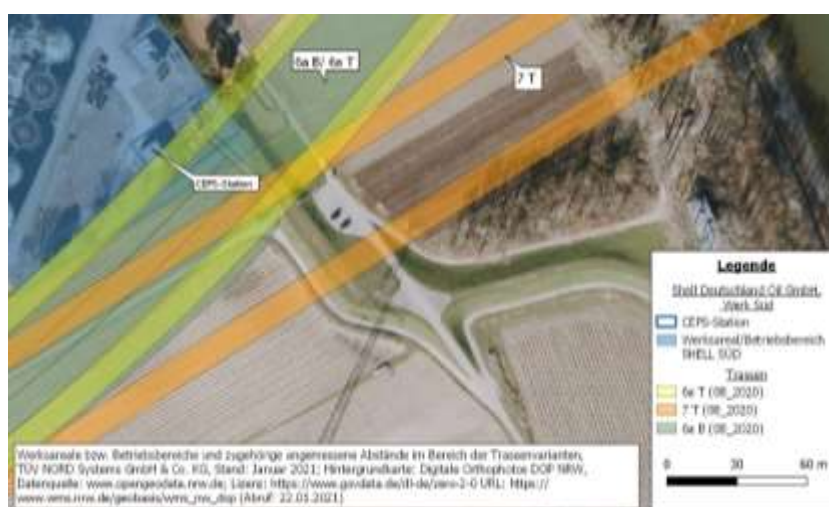 6a B/ 6a T
7 T
CEPS-Station
Legende
Shell Deutschland Oil GmbH,
Werk Süd
CEPS-Station
Werksareal/Betriebsbereich
SHELL SÜD
Trassen
6a T (08_2020)
7 T (08_2020)
6a B (08_2020)
0 30 60 m
Werksareale bzw. Betriebsbereiche und zugehörige angemessene Abstände im Bereich der Trassenvarianten,
TÜV NORD Systems GmbH & Co. KG, Stand: Januar 2021; Hintergrundkarte: Digitale Orthophotos DOP NRW,
Datenquelle: www.opengeodata.nrw.de; Lizenz: https://www.govdata.de/dl-de/zero-2-0 URL: https://
www.wms.nrw.de/geobasis/wms_nw_dop (Abruf: 22.01.2021)